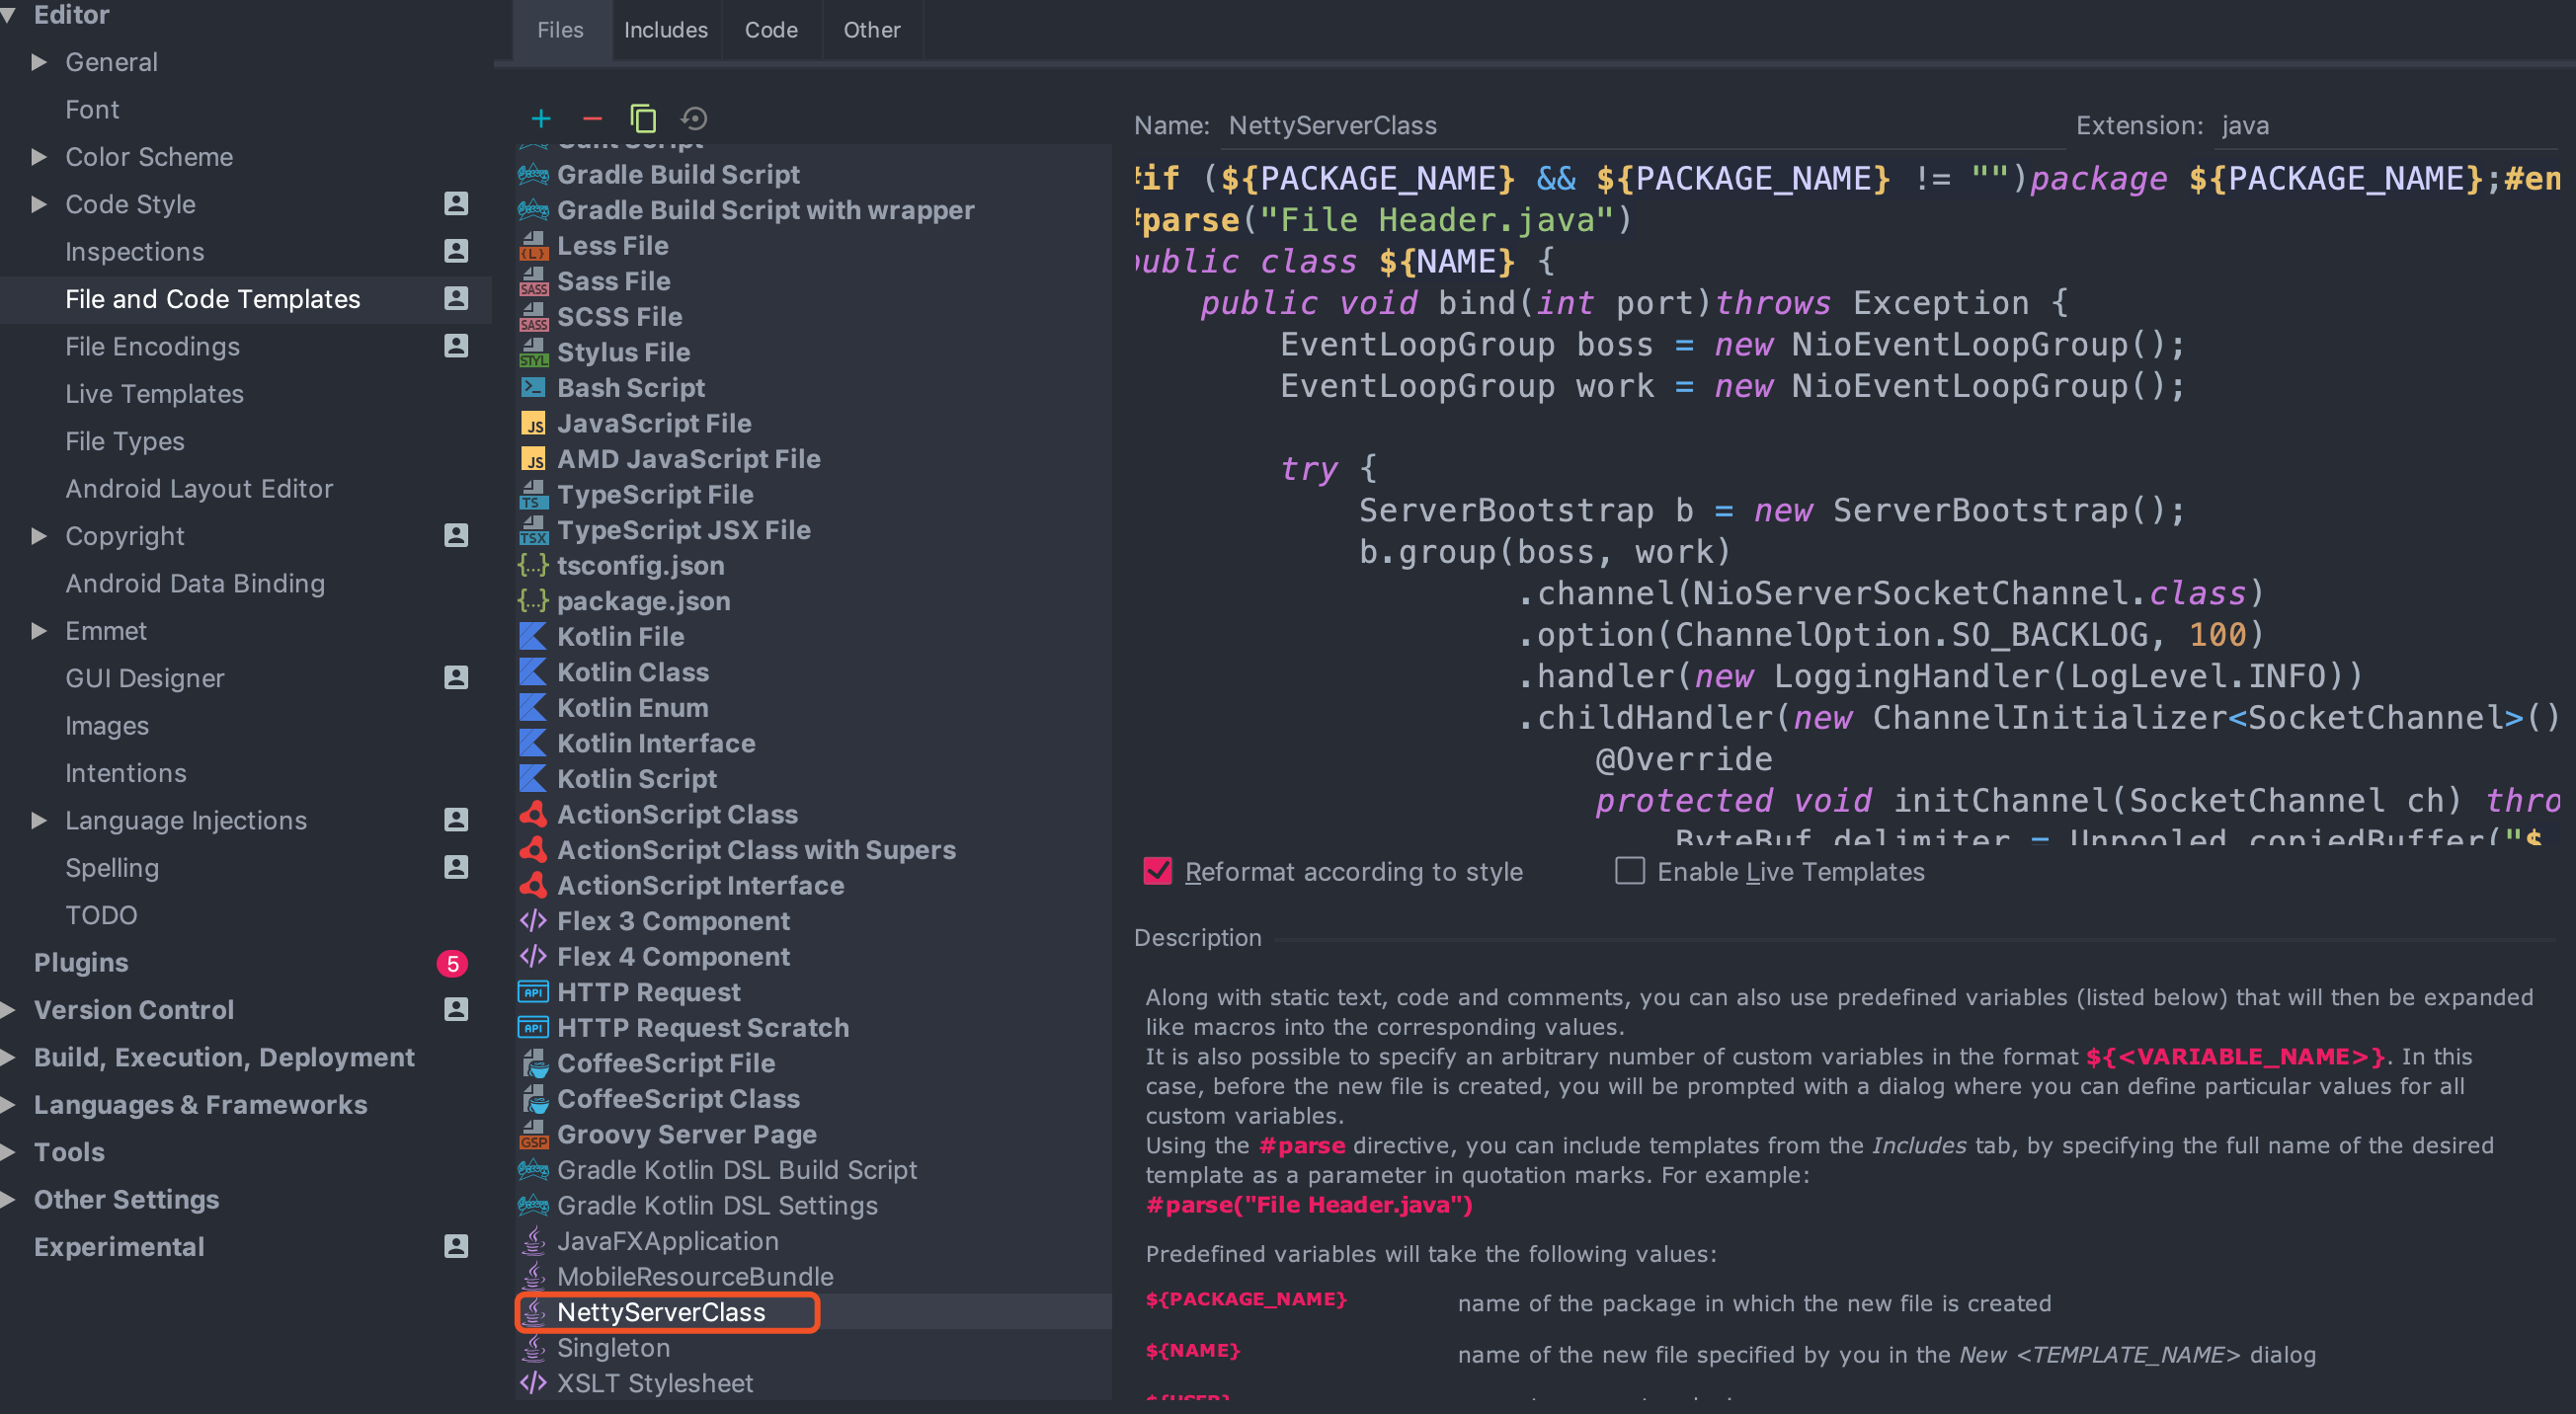 Editor
General
Font
Color Scheme
Code Style
Inspections
File and Code Templates
File Encodings
Live Templates
File Types
Android Layout Editor
Copyright
Android Data Binding
Emmet
GUI Designer
Images
Intentions
Language Injections
Spelling
TODO
Plugins 5
Version Control
Build, Execution, Deployment
Languages & Frameworks
Tools
Other Settings
Experimental
Files Includes Code Other
Gradle Build Script
Gradle Build Script with wrapper
Less File
Sass File
SCSS File
Stylus File
Bash Script
JavaScript File
AMD JavaScript File
TypeScript File
TypeScript JSX File
tsconfig.json
package.json
Kotlin File
Kotlin Class
Kotlin Enum
Kotlin Interface
Kotlin Script
ActionScript Class
ActionScript Class with Supers
ActionScript Interface
Flex 3 Component
Flex 4 Component
HTTP Request
HTTP Request Scratch
CoffeeScript File
CoffeeScript Class
Groovy Server Page
Gradle Kotlin DSL Build Script
Gradle Kotlin DSL Settings
JavaFXApplication
MobileResourceBundle
NettyServerClass
Singleton
XSLT Stylesheet
Name: NettyServerClass Extension: java
#if (${PACKAGE_NAME} && ${PACKAGE_NAME} != "")package ${PACKAGE_NAME};#en
#parse("File Header.java")
public class ${NAME} {
public void bind(int port)throws Exception {
EventLoopGroup boss = new NioEventLoopGroup();
EventLoopGroup work = new NioEventLoopGroup();
try {
ServerBootstrap b = new ServerBootstrap();
b.group(boss, work)
.channel(NioServerSocketChannel.class)
.option(ChannelOption.SO_BACKLOG, 100)
.handler(new LoggingHandler(LogLevel.INFO))
.childHandler(new ChannelInitializer<SocketChannel>()
@Override
protected void initChannel(SocketChannel ch) thro
ByteBuf delimiter = Unpooled.copiedBuffer("$
Reformat according to style Enable Live Templates
Description
Along with static text, code and comments, you can also use predefined variables (listed below) that will then be expanded
like macros into the corresponding values.
It is also possible to specify an arbitrary number of custom variables in the format ${<VARIABLE_NAME>}. In this
case, before the new file is created, you will be prompted with a dialog where you can define particular values for all
custom variables.
Using the #parse directive, you can include templates from the Includes tab, by specifying the full name of the desired
template as a parameter in quotation marks. For example:
#parse("File Header.java")
Predefined variables will take the following values:
${PACKAGE_NAME} name of the package in which the new file is created
${NAME} name of the new file specified by you in the New <TEMPLATE_NAME> dialog
${USER}